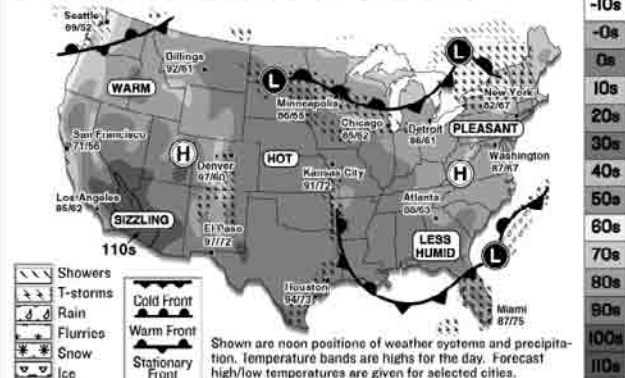 Seattle
69/52
Billings
92/61
WARM
L
L
Minneapolis
86/65
New York
82/67
Chicago
85/62
Detroit
86/61
PLEASANT
San Francisco
71/56
H
Denver
97/60
HOT
Kansas City
91/72
H
Washington
87/67
Los Angeles
85/62
SIZZLING
110s
El Paso
97/72
Atlanta
88/63
LESS
HUMID
L
Houston
94/73
Miami
87/75
Showers
T-storms
Rain
Flurries
Snow
Ice
Cold Front
Warm Front
Stationary
Front
Shown are noon positions of weather systems and precipita-
tion. Temperature bands are highs for the day. Forecast
high/low temperatures are given for selected cities.
-10s
-0s
0s
10s
20s
30s
40s
50s
60s
70s
80s
90s
100s
110s